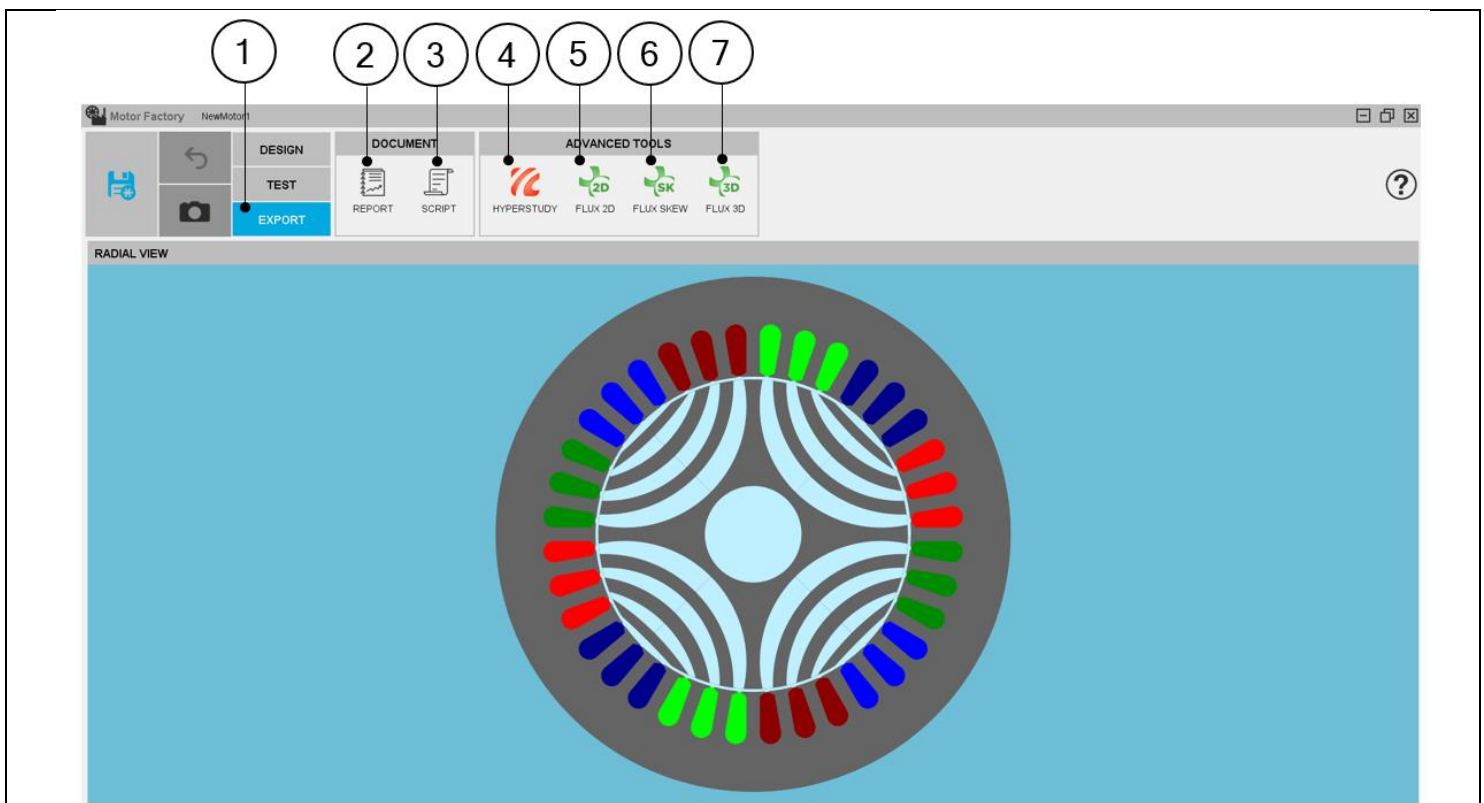 1 2 3 4 5 6 7
Motor Factory NewMotor1
DESIGN DOCUMENT ADVANCED TOOLS
TEST
EXPORT REPORT SCRIPT HYPERSTUDY 2D FLUX 2D SK FLUX SKEW 3D FLUX 3D
?
RADIAL VIEW